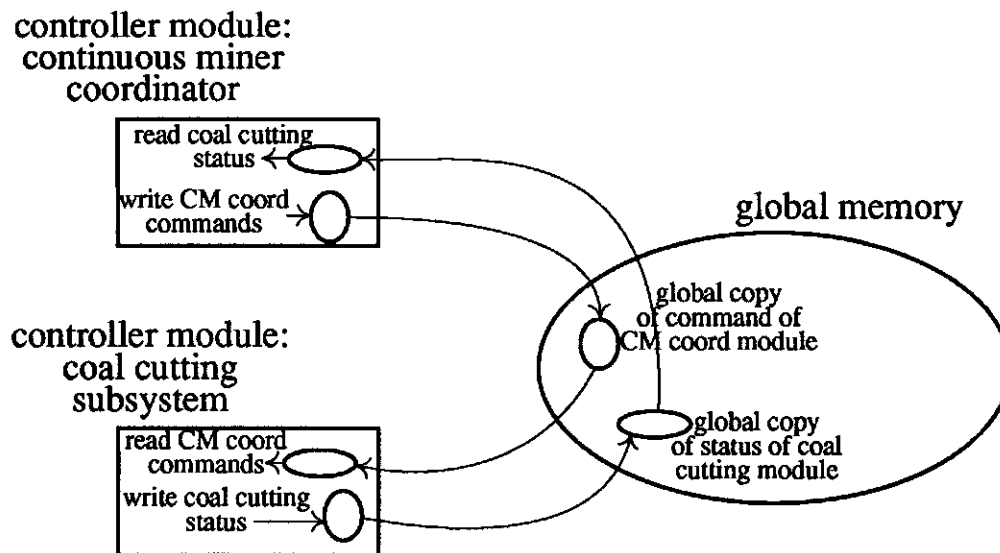 controller module:
continuous miner
coordinator
read coal cutting
status
write CM coord
commands
global memory
global copy
of command of
CM coord module
controller module:
coal cutting
subsystem
read CM coord
commands
write coal cutting
status
global copy
of status of coal
cutting module